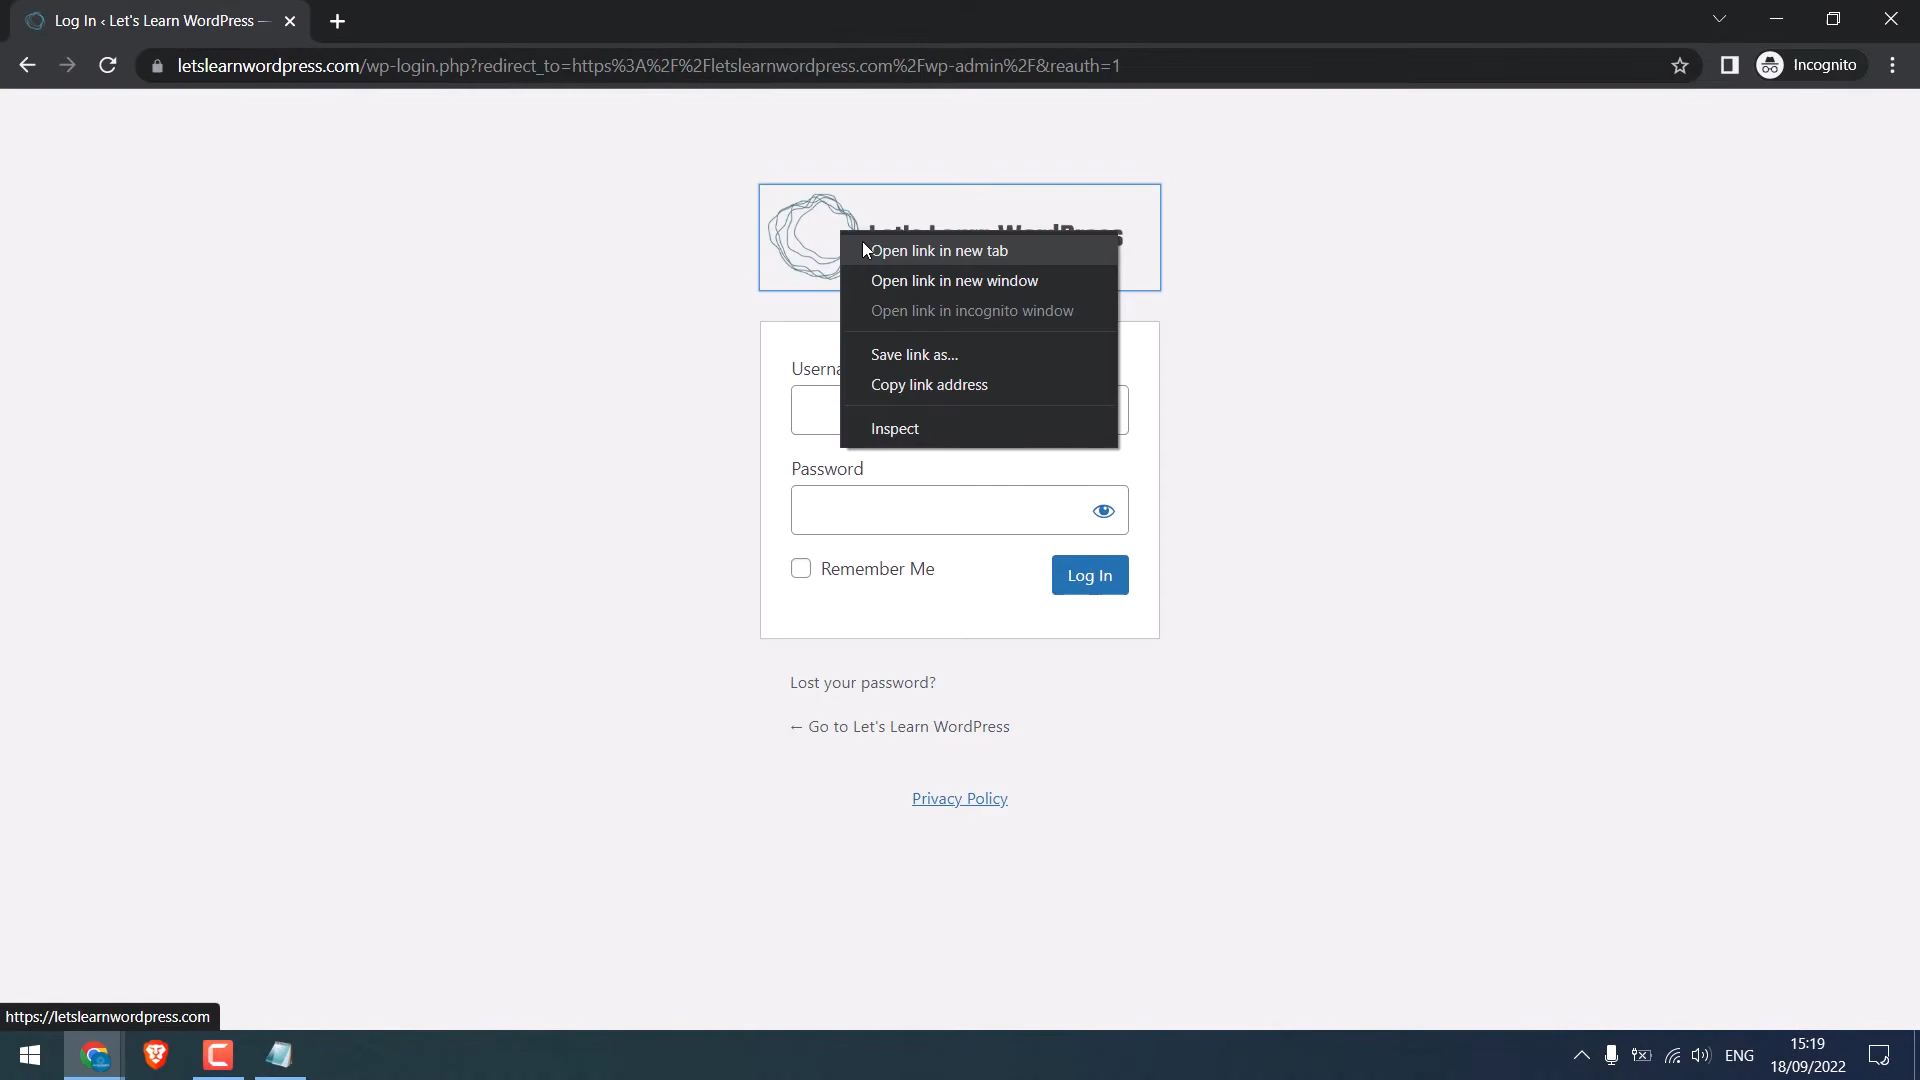 Log In ‹ Let's Learn WordPress —
letslearnwordpress.com/wp-login.php?redirect_to=https%3A%2F%2Fletslearnwordpress.com%2Fwp-admin%2F&reauth=1
Incognito
Let's Learn WordPress
Open link in new tab
Open link in new window
Open link in incognito window
Save link as...
Copy link address
Inspect
Userna
Password
Remember Me
Log In
Lost your password?
← Go to Let's Learn WordPress
Privacy Policy
https://letslearnwordpress.com
ENG
15:19
18/09/2022